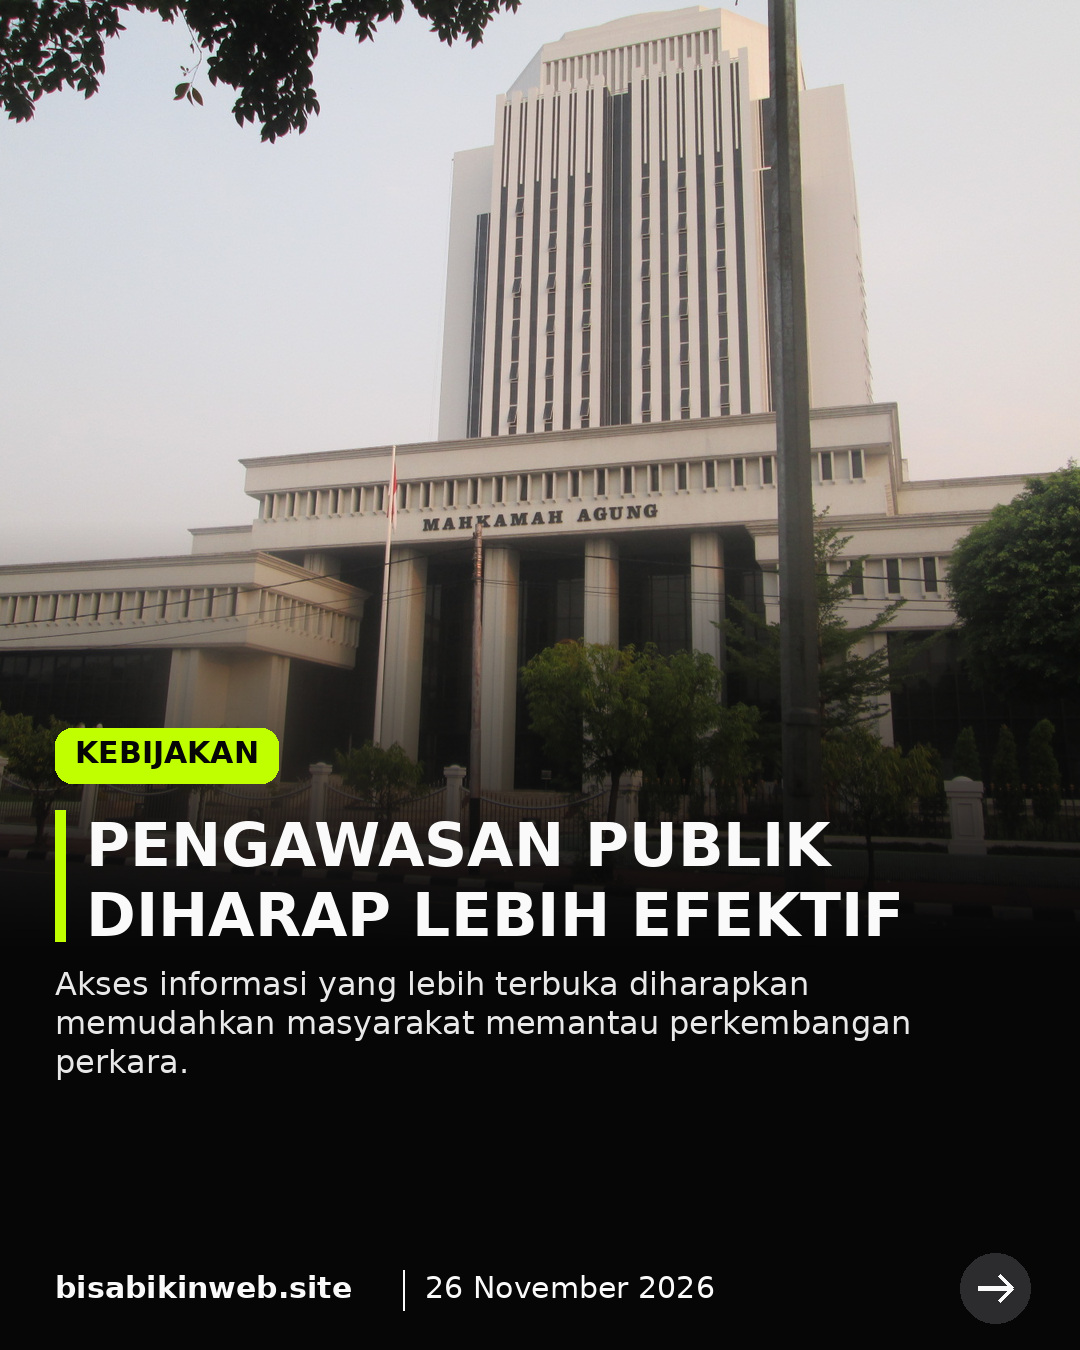 MAHKAMAH AGUNG
KEBIJAKAN
PENGAWASAN PUBLIK
DIHARAP LEBIH EFEKTIF
Akses informasi yang lebih terbuka diharapkan
memudahkan masyarakat memantau perkembangan
perkara.
bisabikinweb.site
26 November 2026